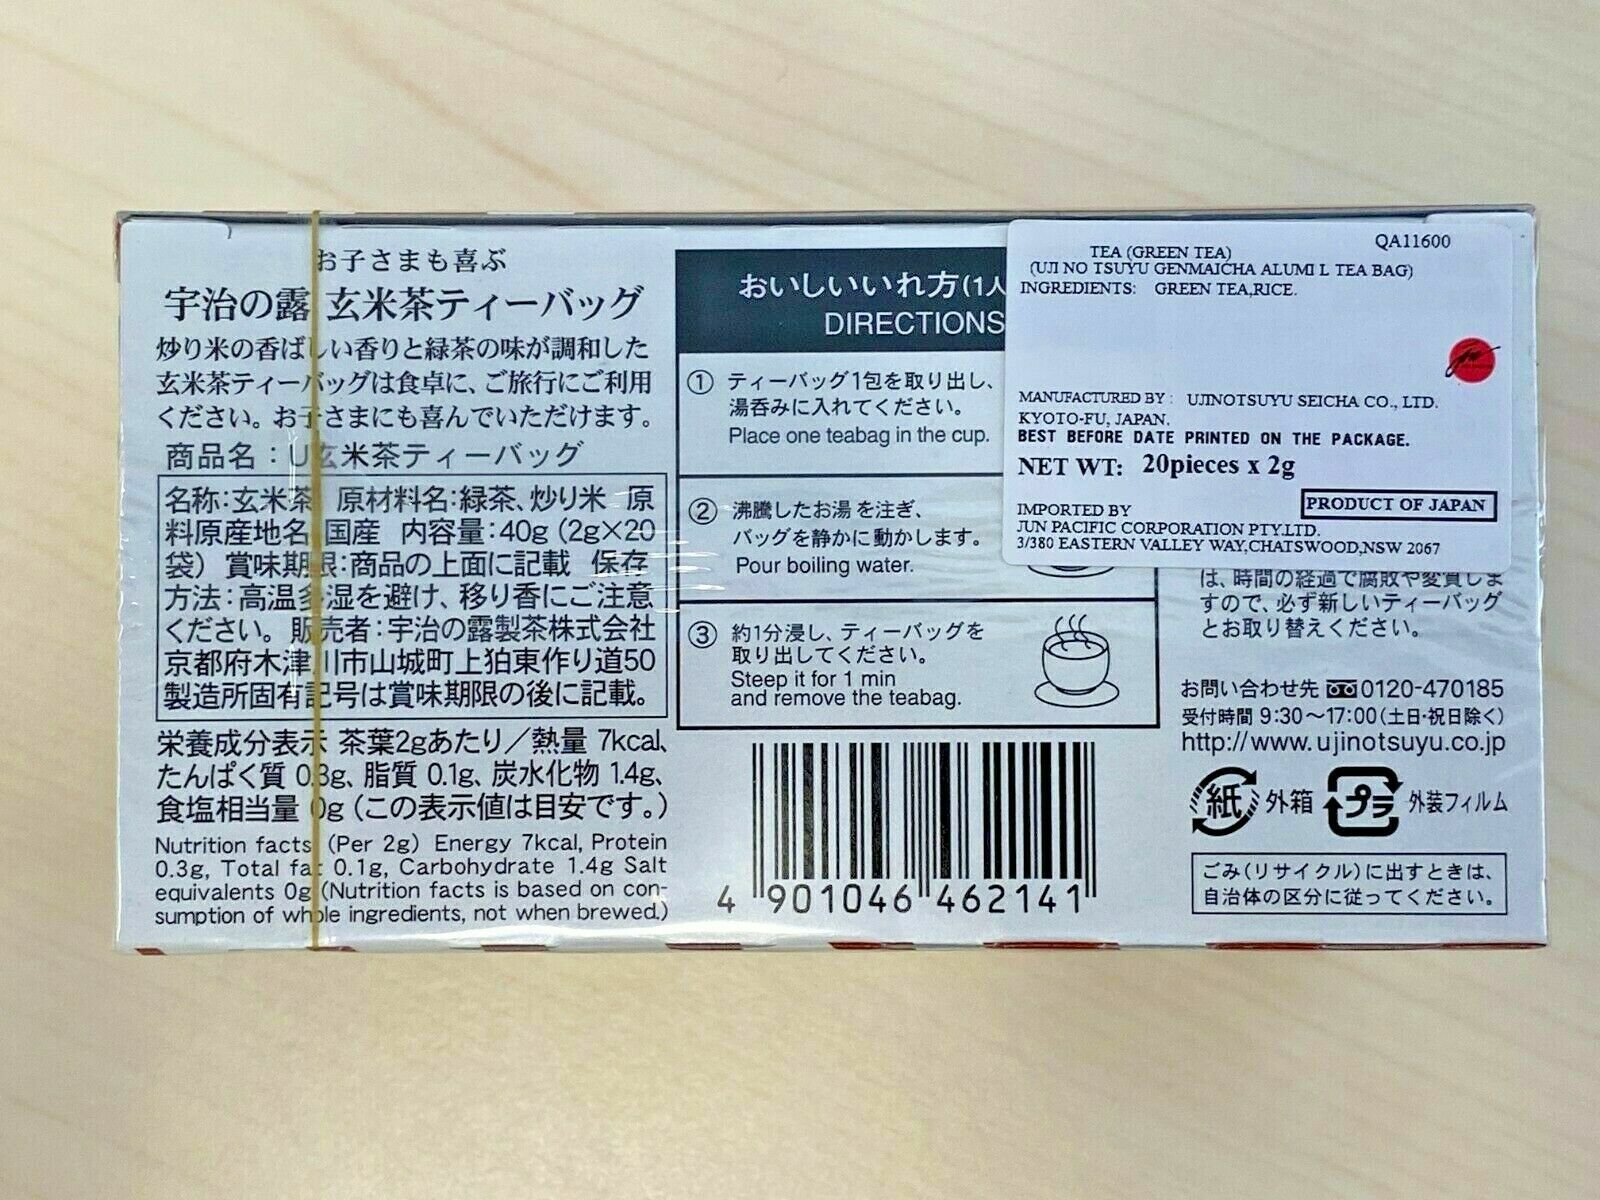 お子さまも喜ぶ
宇治の露 玄米茶ティーバッグ
炒り米の香ばしい香りと緑茶の味が調和した
玄米茶ティーバッグは食卓に、ご旅行にご利用
ください。お子さまにも喜んでいただけます。
商品名:U玄米茶ティーバッグ
名称:玄米茶 原材料名:緑茶、炒り米 原
料原産地名 国産 内容量:40g (2g×20
袋) 賞味期限:商品の上面に記載 保存
方法:高温多湿を避け、移り香にご注意
ください。販売者:宇治の露製茶株式会社
京都府木津川市山城町上狛東作り道50
製造所固有記号は賞味期限の後に記載。
栄養成分表示 茶葉2gあたり/熱量 7kcal、
たんぱく質 0.3g、脂質 0.1g、炭水化物 1.4g、
食塩相当量 0g (この表示値は目安です。)
Nutrition facts (Per 2g) Energy 7kcal, Protein
0.3g, Total fat 0.1g, Carbohydrate 1.4g Salt
equivalents 0g (Nutrition facts is based on con-
sumption of whole ingredients, not when brewed.)
おいしいいれ方(1人
DIRECTIONS
① ティーバッグ1包を取り出し、
湯呑みに入れてください。
Place one teabag in the cup.
② 沸騰したお湯を注ぎ、
バッグを静かに動かします。
Pour boiling water.
③ 約1分浸し、ティーバッグを
取り出してください。
Steep it for 1 min
and remove the teabag.
4 901046 462141
QA11600
TEA (GREEN TEA)
(UJI NO TSUYU GENMAICHA ALUMI L TEA BAG)
INGREDIENTS: GREEN TEA,RICE.
MANUFACTURED BY : UJINOTSUYU SEICHA CO., LTD.
KYOTO-FU, JAPAN.
BEST BEFORE DATE PRINTED ON THE PACKAGE.
NET WT: 20pieces x 2g
PRODUCT OF JAPAN
IMPORTED BY
JUN PACIFIC CORPORATION PTY.LTD.
3/380 EASTERN VALLEY WAY,CHATSWOOD,NSW 2067
は、時間の経過で腐敗や変質しま
すので、必ず新しいティーバッグ
とお取り替えください。
お問い合わせ先 0120-470185
受付時間 9:30～17:00(土日・祝日除く)
http://www.ujinotsuyu.co.jp
紙 外箱 プラ 外装フィルム
ごみ(リサイクル)に出すときは、
自治体の区分に従ってください。